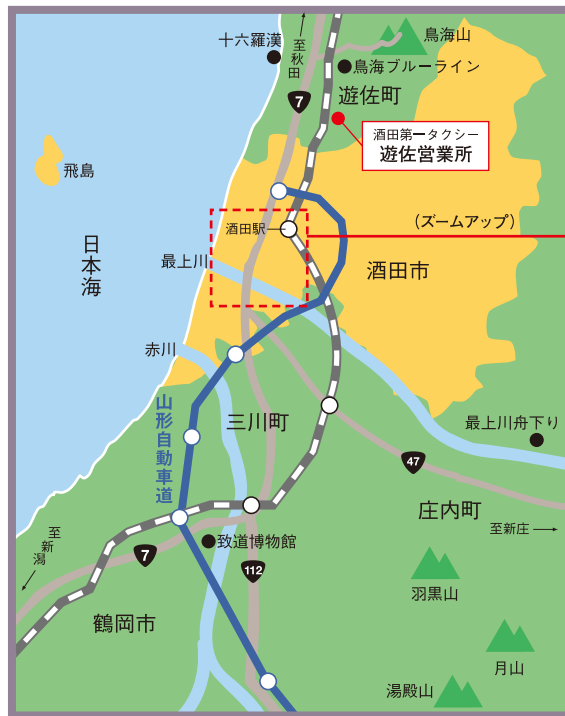 十六羅漢
至秋田
鳥海山
鳥海ブルーライン
7
遊佐町
酒田第一タクシー
遊佐営業所
飛島
酒田駅
(ズームアップ)
日本海
最上川
酒田市
赤川
山形自動車道
三川町
最上川舟下り
47
庄内町
至新庄
至新潟
7
致道博物館
112
羽黒山
鶴岡市
月山
湯殿山